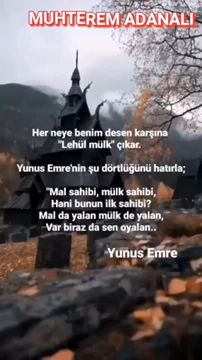 MUHTEREM ADANALI
Her neye benim desen karşına
"Lehül mülk" çıkar.
Yunus Emre'nin şu dörtlüğünü hatırla;
"Mal sahibi, mülk sahibi,
Hani bunun ilk sahibi?
Mal da yalan mülk de yalan,
Var biraz da sen oyalan..
Yunus Emre